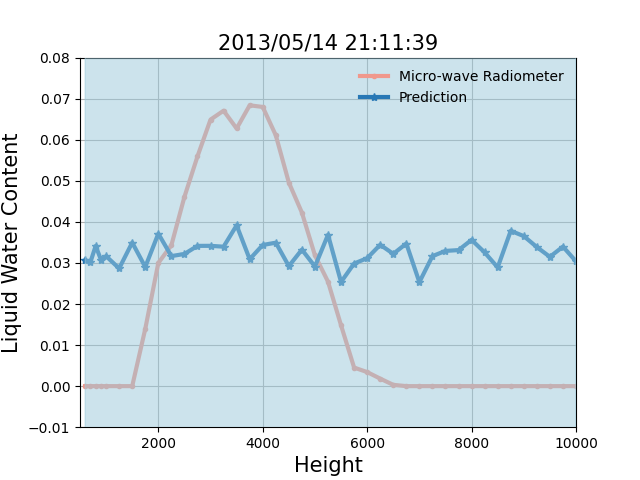 2013/05/14 21:11:39
Micro-wave Radiometer
Prediction
Liquid Water Content
0.08
0.07
0.06
0.05
0.04
0.03
0.02
0.01
0.00
−0.01
2000 4000 6000 8000 10000
Height